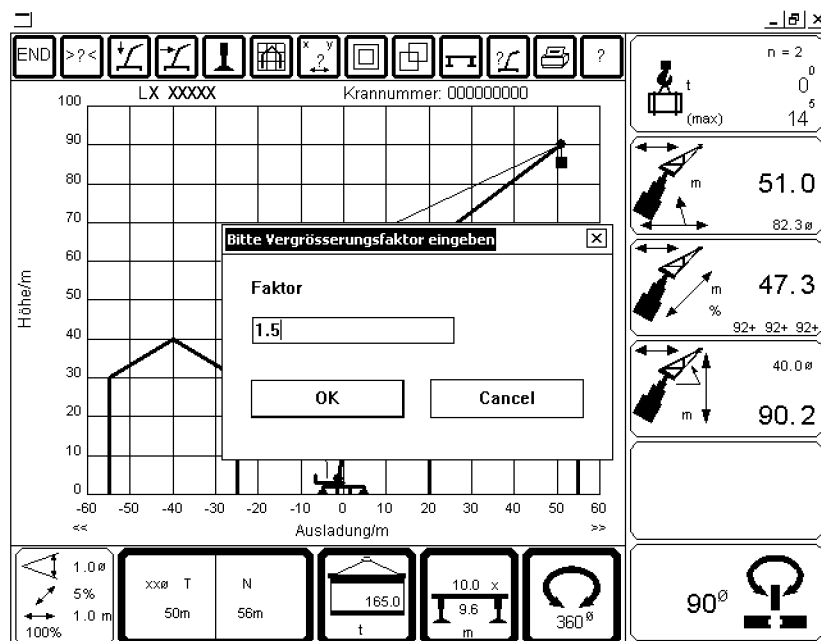 END >?< x y ? ? ? ?
LX XXXXX Krannummer: 000000000
100
90
80
70
60
50
40
30
20
10
0
Höhe/m
-60 -50 -40 -30 -20 -10 0 10 20 30 40 50 60
<< Ausladung/m >>
Bitte Vergrösserungsfaktor eingeben
Faktor
1.5
OK Cancel
n = 2
t 0 0
(max) 14 5
m 51.0
82.3ø
m 47.3
%
92+ 92+ 92+
40.0ø
m 90.2
1.0ø
5%
1.0 m
100%
xxø T N
50m 56m
165.0
t
10.0 x
9.6
m
360ø
90ø